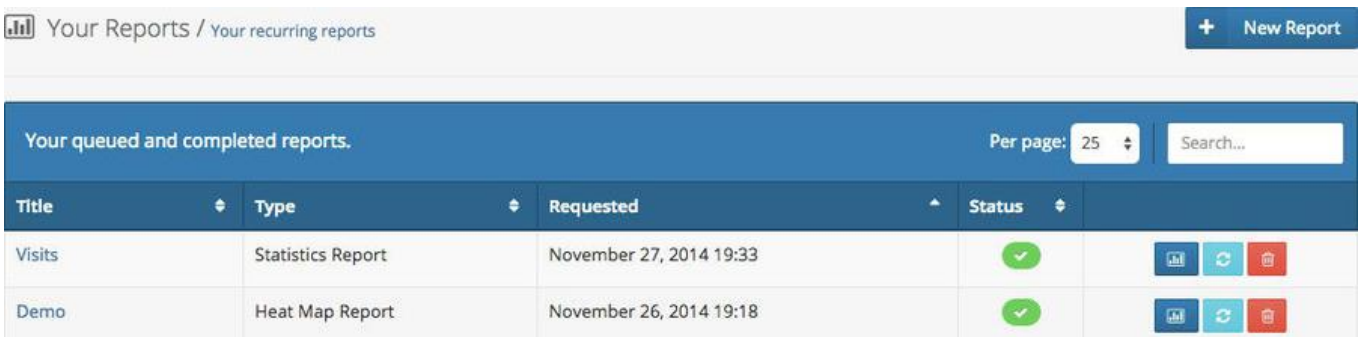 Your Reports / Your recurring reports
+ New Report
Your queued and completed reports.
Per page: 25
Search...
Title Type Requested Status
Visits Statistics Report November 27, 2014 19:33
Demo Heat Map Report November 26, 2014 19:18